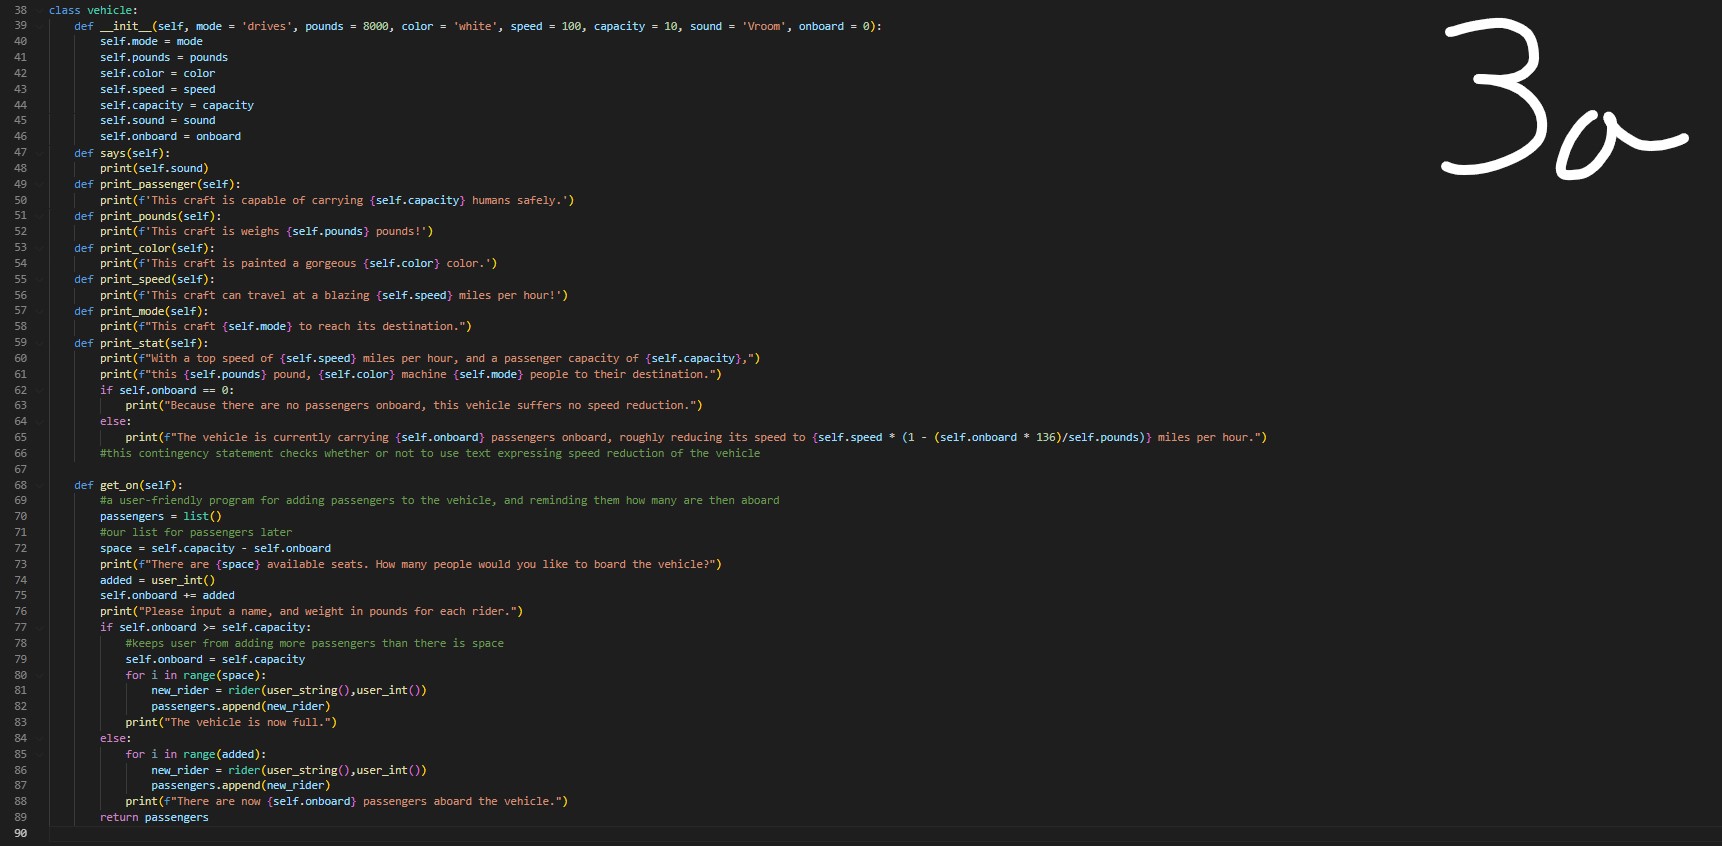 38 class vehicle:
39     def __init__(self, mode = 'drives', pounds = 8000, color = 'white', speed = 100, capacity = 10, sound = 'Vroom', onboard = 0):
40         self.mode = mode
41         self.pounds = pounds
42         self.color = color
43         self.speed = speed
44         self.capacity = capacity
45         self.sound = sound
46         self.onboard = onboard
47     def says(self):
48         print(self.sound)
49     def print_passenger(self):
50         print(f'This craft is capable of carrying {self.capacity} humans safely.')
51     def print_pounds(self):
52         print(f'This craft is weighs {self.pounds} pounds!')
53     def print_color(self):
54         print(f'This craft is painted a gorgeous {self.color} color.')
55     def print_speed(self):
56         print(f'This craft can travel at a blazing {self.speed} miles per hour!')
57     def print_mode(self):
58         print(f"This craft {self.mode} to reach its destination.")
59     def print_stat(self):
60         print(f"With a top speed of {self.speed} miles per hour, and a passenger capacity of {self.capacity},")
61         print(f"this {self.pounds} pound, {self.color} machine {self.mode} people to their destination.")
62         if self.onboard == 0:
63             print("Because there are no passengers onboard, this vehicle suffers no speed reduction.")
64         else:
65             print(f"The vehicle is currently carrying {self.onboard} passengers onboard, roughly reducing its speed to {self.speed * (1 - (self.onboard * 136)/self.pounds)} miles per hour.")
66         #this contingency statement checks whether or not to use text expressing speed reduction of the vehicle
67
68     def get_on(self):
69         #a user-friendly program for adding passengers to the vehicle, and reminding them how many are then aboard
70         passengers = list()
71         #our list for passengers later
72         space = self.capacity - self.onboard
73         print(f"There are {space} available seats. How many people would you like to board the vehicle?")
74         added = user_int()
75         self.onboard += added
76         print("Please input a name, and weight in pounds for each rider.")
77         if self.onboard >= self.capacity:
78             #keeps user from adding more passengers than there is space
79             self.onboard = self.capacity
80             for i in range(space):
81                 new_rider = rider(user_string(),user_int())
82                 passengers.append(new_rider)
83             print("The vehicle is now full.")
84         else:
85             for i in range(added):
86                 new_rider = rider(user_string(),user_int())
87                 passengers.append(new_rider)
88             print(f"There are now {self.onboard} passengers aboard the vehicle.")
89         return passengers
90
3a